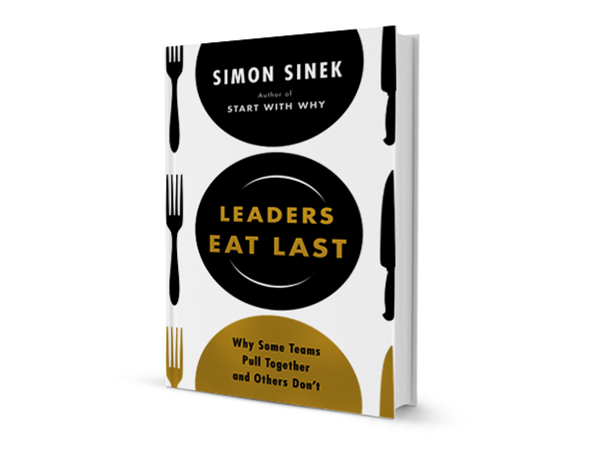 SIMON SINEK
Author of
START WITH WHY
LEADERS
EAT LAST
Why Some Teams
Pull Together
and Others Don't